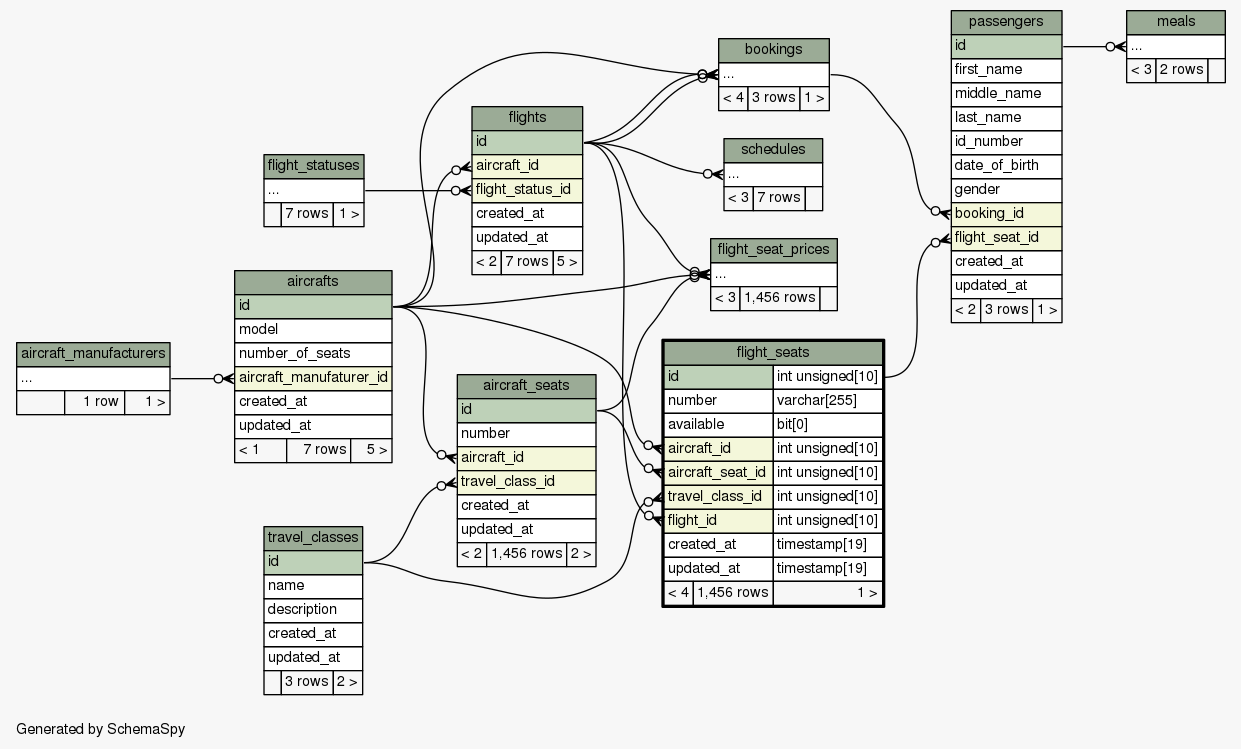 passengers
id
first_name
middle_name
last_name
id_number
date_of_birth
gender
booking_id
flight_seat_id
created_at
updated_at
< 2 3 rows 1 >
meals
...
< 3 2 rows
bookings
...
< 4 3 rows 1 >
flights
id
aircraft_id
flight_status_id
created_at
updated_at
< 2 7 rows 5 >
schedules
...
< 3 7 rows
flight_statuses
...
7 rows 1 >
flight_seat_prices
...
< 3 1,456 rows
aircrafts
id
model
number_of_seats
aircraft_manufaturer_id
created_at
updated_at
< 1 7 rows 5 >
aircraft_manufacturers
...
1 row 1 >
flight_seats
id int unsigned[10]
number varchar[255]
available bit[0]
aircraft_id int unsigned[10]
aircraft_seat_id int unsigned[10]
travel_class_id int unsigned[10]
flight_id int unsigned[10]
created_at timestamp[19]
updated_at timestamp[19]
< 4 1,456 rows 1 >
aircraft_seats
id
number
aircraft_id
travel_class_id
created_at
updated_at
< 2 1,456 rows 2 >
travel_classes
id
name
description
created_at
updated_at
3 rows 2 >
Generated by SchemaSpy